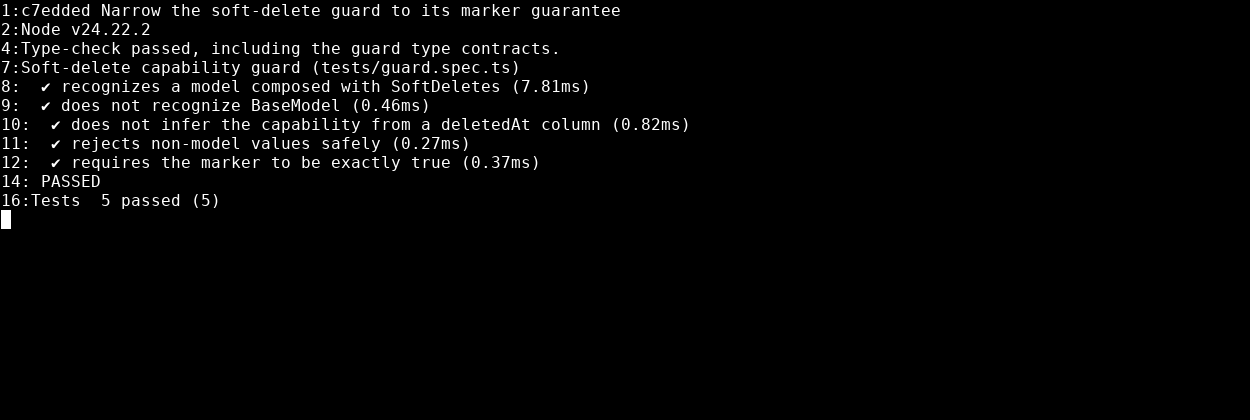 1:c7edded Narrow the soft-delete guard to its marker guarantee
2:Node v24.22.2
4:Type-check passed, including the guard type contracts.
7:Soft-delete capability guard (tests/guard.spec.ts)
8:  ✔ recognizes a model composed with SoftDeletes (7.81ms)
9:  ✔ does not recognize BaseModel (0.46ms)
10:  ✔ does not infer the capability from a deletedAt column (0.82ms)
11:  ✔ rejects non-model values safely (0.27ms)
12:  ✔ requires the marker to be exactly true (0.37ms)
14: PASSED
16:Tests  5 passed (5)